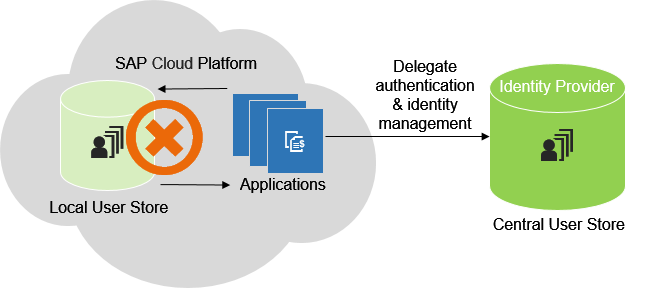 SAP Cloud Platform
Delegate
authentication
& identity
management
Identity Provider
$
Applications
Local User Store
Central User Store